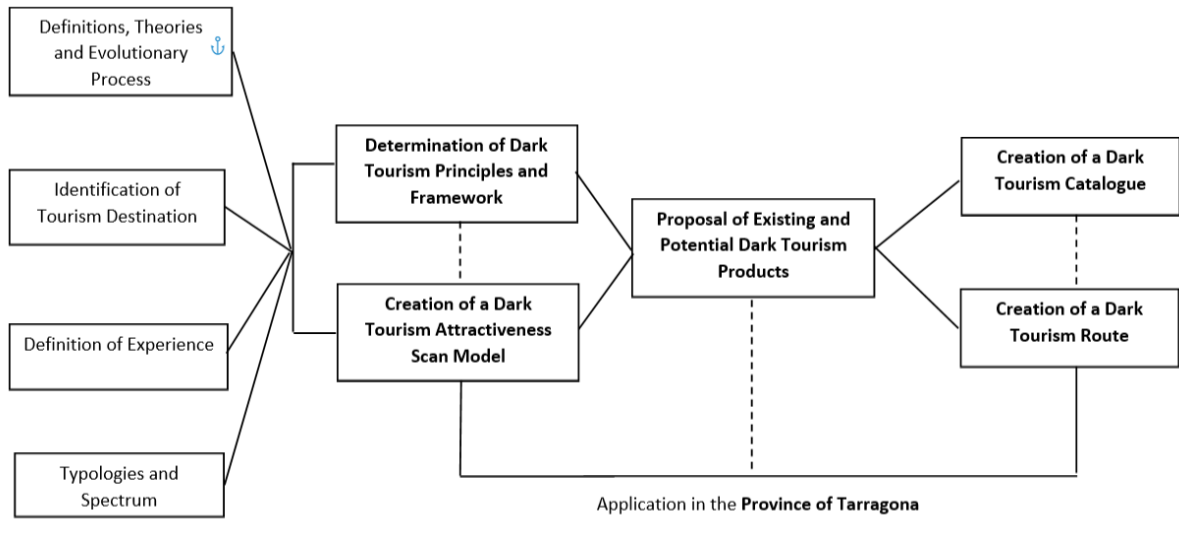 Definitions, Theories
and Evolutionary
Process
Identification of
Tourism Destination
Definition of Experience
Typologies and
Spectrum
Determination of Dark
Tourism Principles and
Framework
Creation of a Dark
Tourism Attractiveness
Scan Model
Proposal of Existing and
Potential Dark Tourism
Products
Creation of a Dark
Tourism Catalogue
Creation of a Dark
Tourism Route
Application in the Province of Tarragona